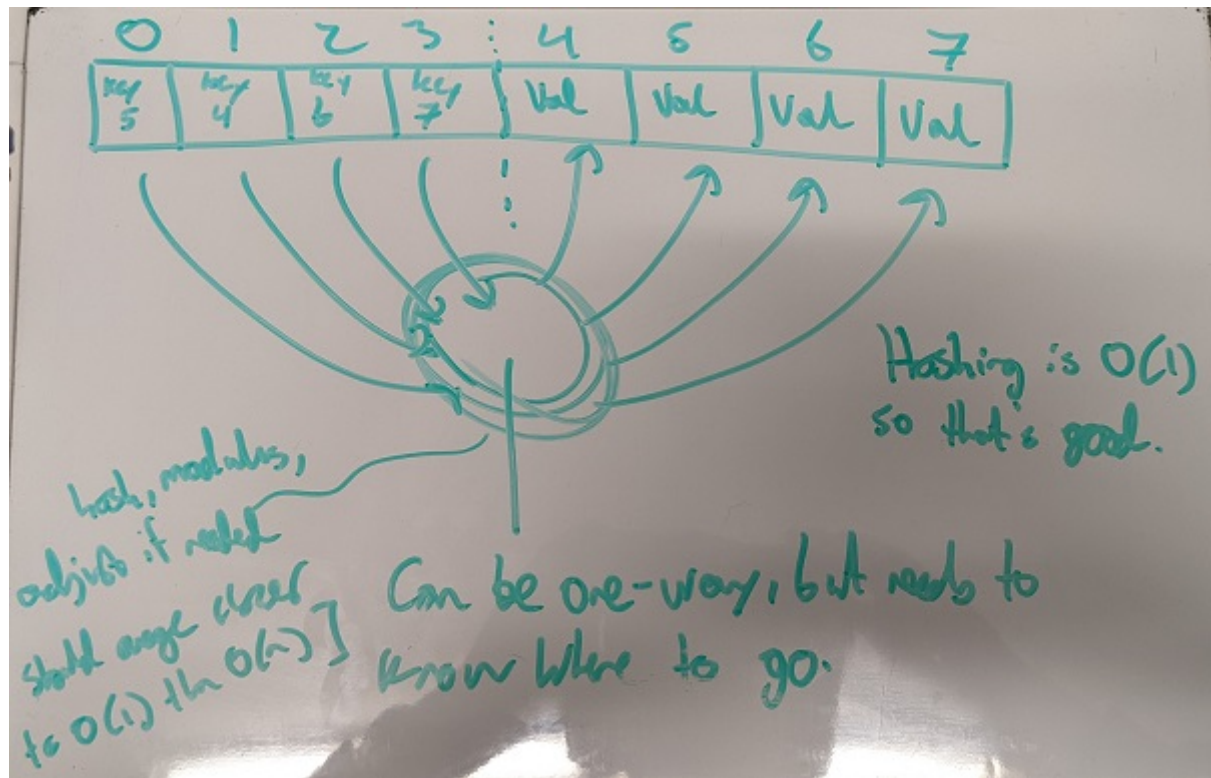 0 1 2 3 4 5 6 7
key 5 key 4 key 6 key 7 Val Val Val Val
Hashing is O(1)
so that's good.
hash, modulus,
adjust if needed
should avrge closer
to O(1) than O(n)]
Can be one-way, but needs to
know where to go.